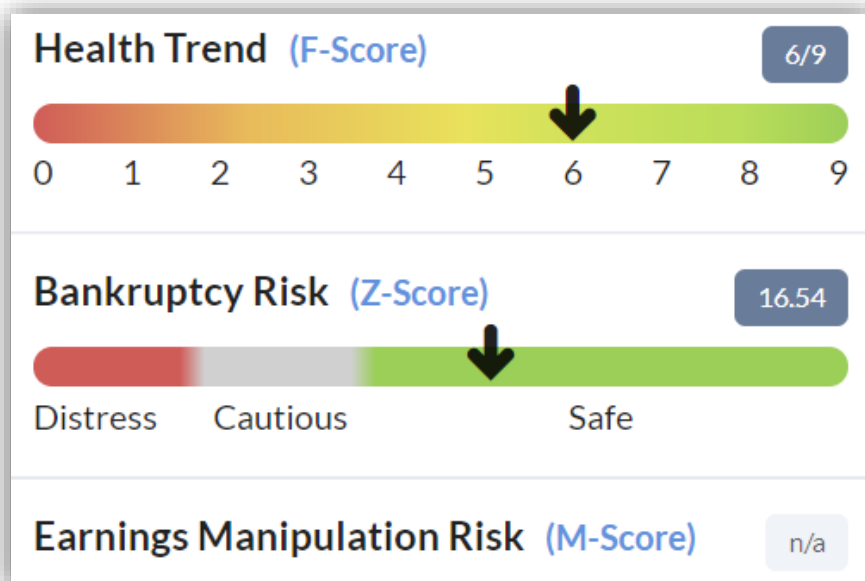 Health Trend (F-Score) 6/9
0 1 2 3 4 5 6 7 8 9
Bankruptcy Risk (Z-Score) 16.54
Distress Cautious Safe
Earnings Manipulation Risk (M-Score) n/a